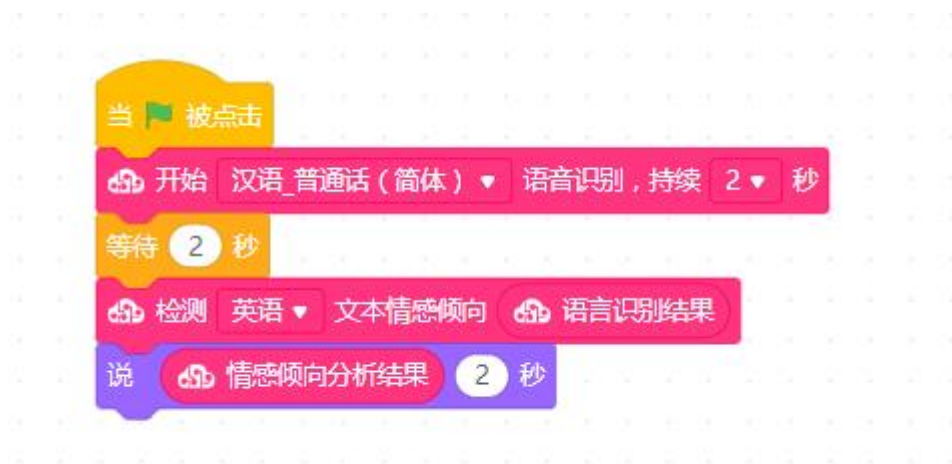 当 被点击
开始 汉语_普通话（简体） 语音识别，持续 2 秒
等待 2 秒
检测 英语 文本情感倾向 语言识别结果
说 情感倾向分析结果 2 秒